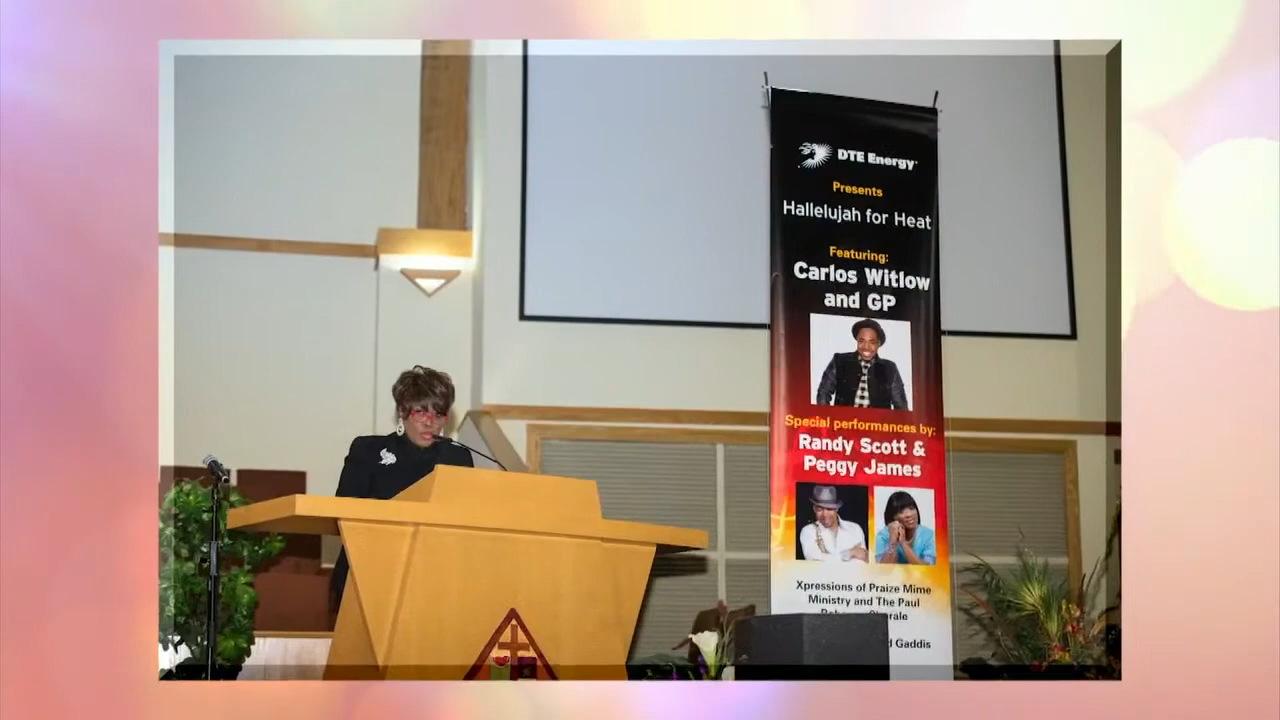 DTE Energy
Presents
Hallelujah for Heat
Featuring:
Carlos Witlow
and GP
Special performances by:
Randy Scott &
Peggy James
Xpressions of Praize Mime
Ministry and The Paul
Gaddis